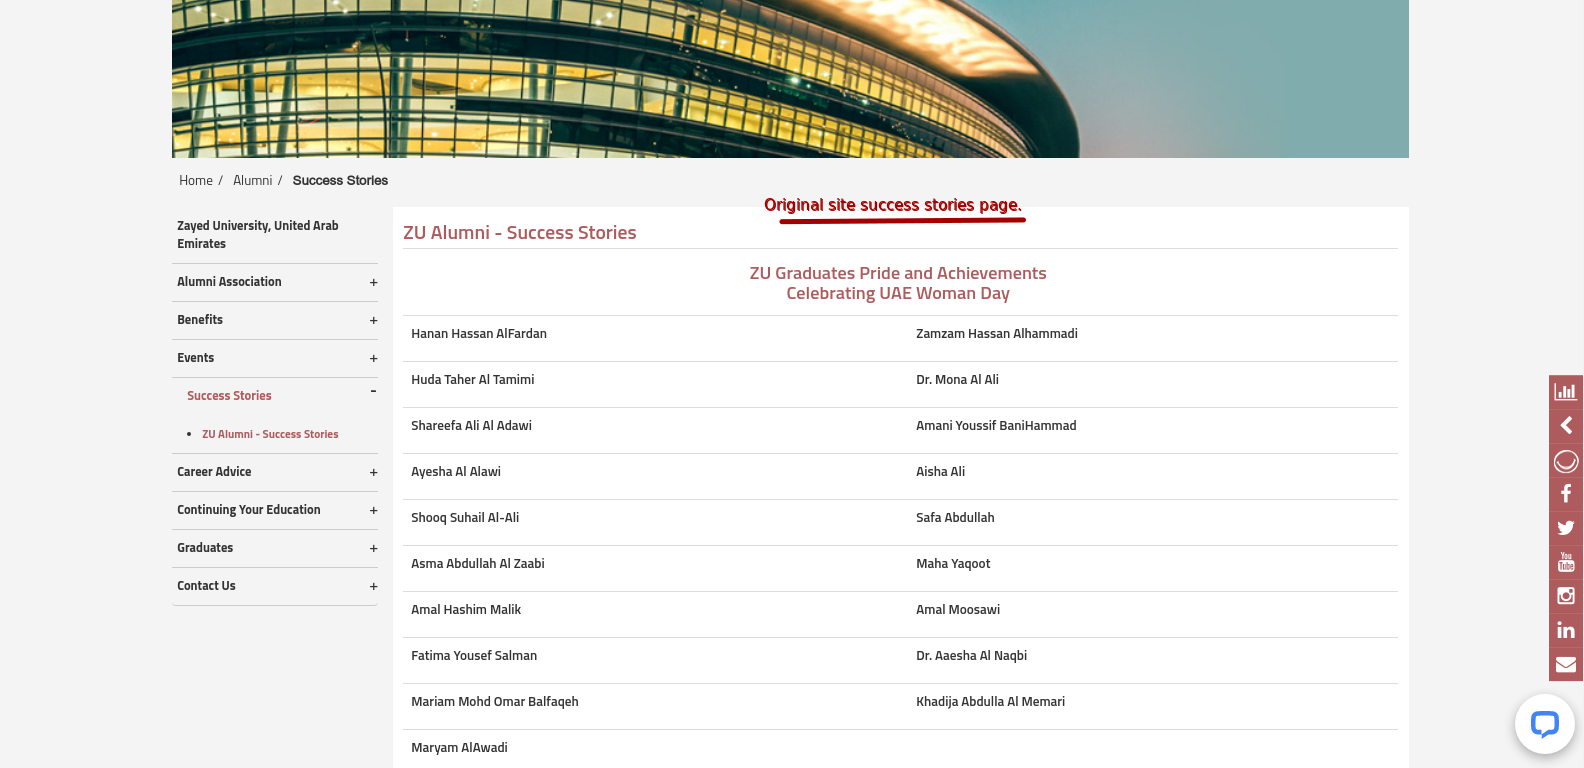 Home / Alumni / Success Stories
Original site success stories page.
Zayed University, United Arab
Emirates
Alumni Association +
Benefits +
Events +
Success Stories -
• ZU Alumni - Success Stories
Career Advice +
Continuing Your Education +
Graduates +
Contact Us +
ZU Alumni - Success Stories
ZU Graduates Pride and Achievements
Celebrating UAE Woman Day
Hanan Hassan AlFardan Zamzam Hassan Alhammadi
Huda Taher Al Tamimi Dr. Mona Al Ali
Shareefa Ali Al Adawi Amani Youssif BaniHammad
Ayesha Al Alawi Aisha Ali
Shooq Suhail Al-Ali Safa Abdullah
Asma Abdullah Al Zaabi Maha Yaqoot
Amal Hashim Malik Amal Moosawi
Fatima Yousef Salman Dr. Aaesha Al Naqbi
Mariam Mohd Omar Balfaqeh Khadija Abdulla Al Memari
Maryam AlAwadi
You
Tube
in